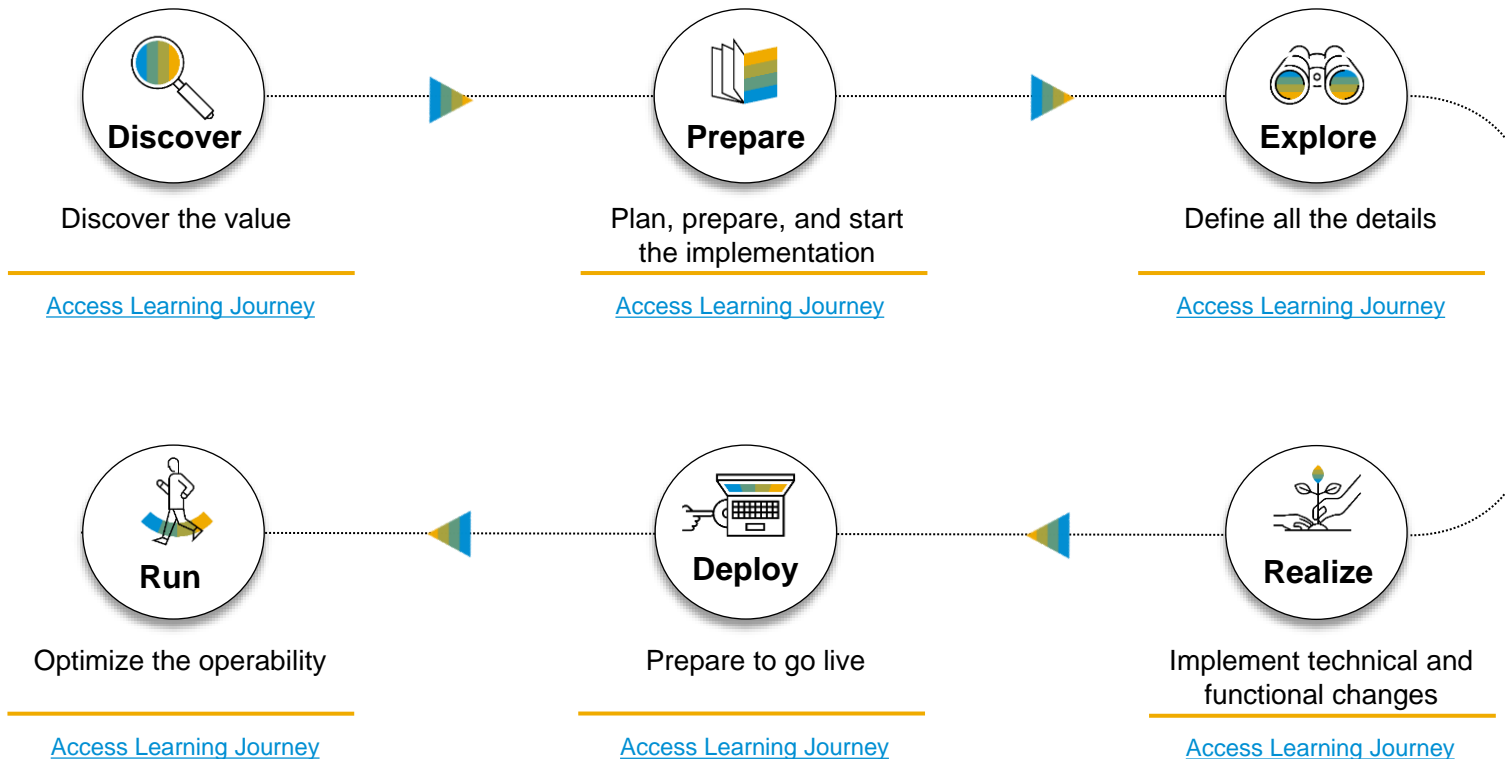 Discover
Discover the value
Access Learning Journey
Prepare
Plan, prepare, and start
the implementation
Access Learning Journey
Explore
Define all the details
Access Learning Journey
Realize
Implement technical and
functional changes
Access Learning Journey
Deploy
Prepare to go live
Access Learning Journey
Run
Optimize the operability
Access Learning Journey